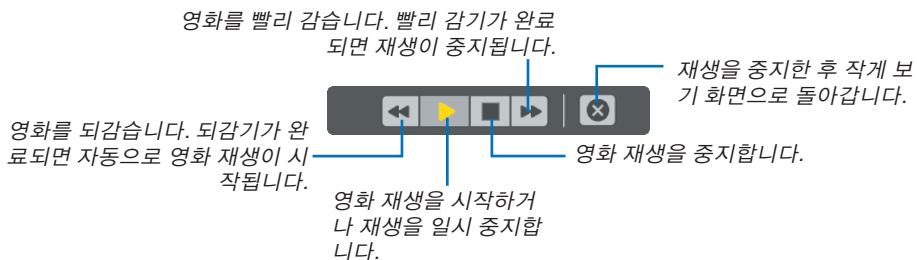 영화를 빨리 감습니다. 빨리 감기가 완료
되면 재생이 중지됩니다.
재생을 중지한 후 작게 보
기 화면으로 돌아갑니다.
영화를 되감습니다. 되감기가 완
료되면 자동으로 영화 재생이 시
작됩니다.
영화 재생을 중지합니다.
영화 재생을 시작하거
나 재생을 일시 중지합
니다.